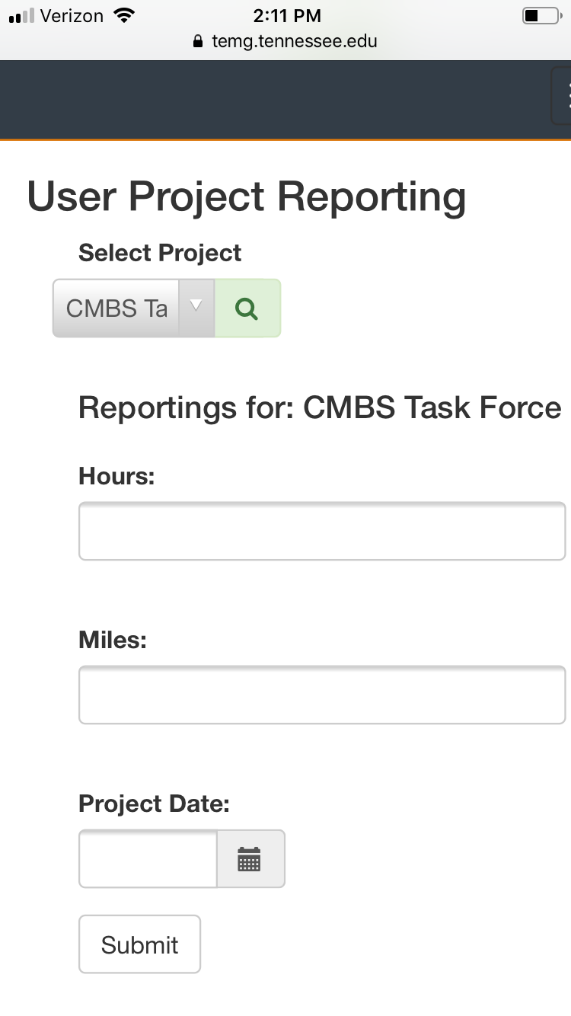 Verizon 2:11 PM
temg.tennessee.edu
User Project Reporting
Select Project
CMBS Ta
Reportings for: CMBS Task Force
Hours:
Miles:
Project Date:
Submit